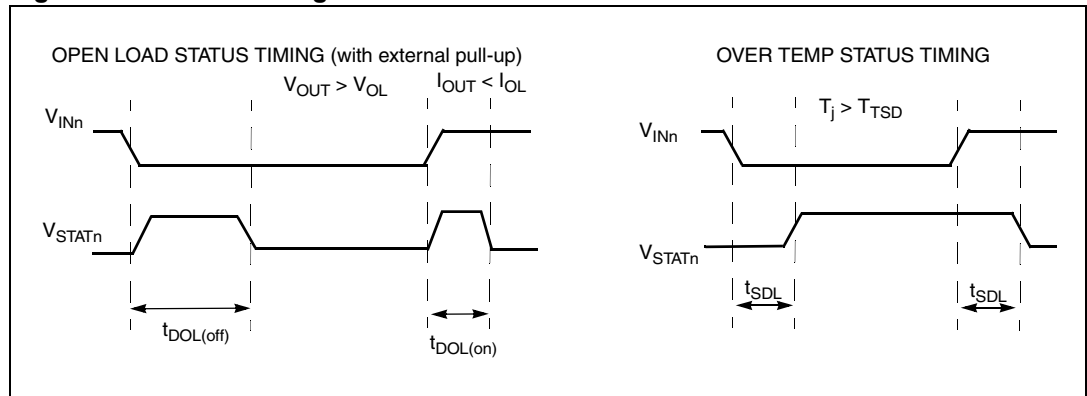 OPEN LOAD STATUS TIMING (with external pull-up)
VOUT > VOL
IOUT < IOL
VINn
VSTATn
tDOL(off)
tDOL(on)
OVER TEMP STATUS TIMING
Tj > TTSD
VINn
VSTATn
tSDL
tSDL